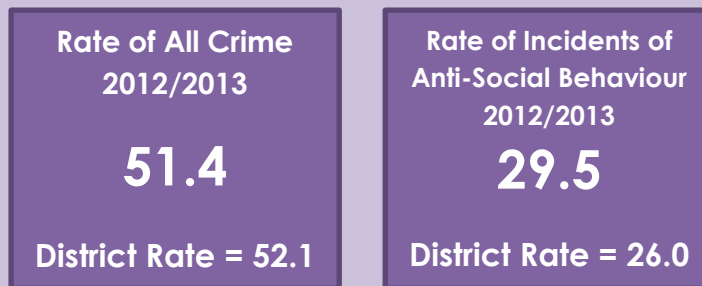 Rate of All Crime
2012/2013
51.4
District Rate = 52.1
Rate of Incidents of
Anti-Social Behaviour
2012/2013
29.5
District Rate = 26.0